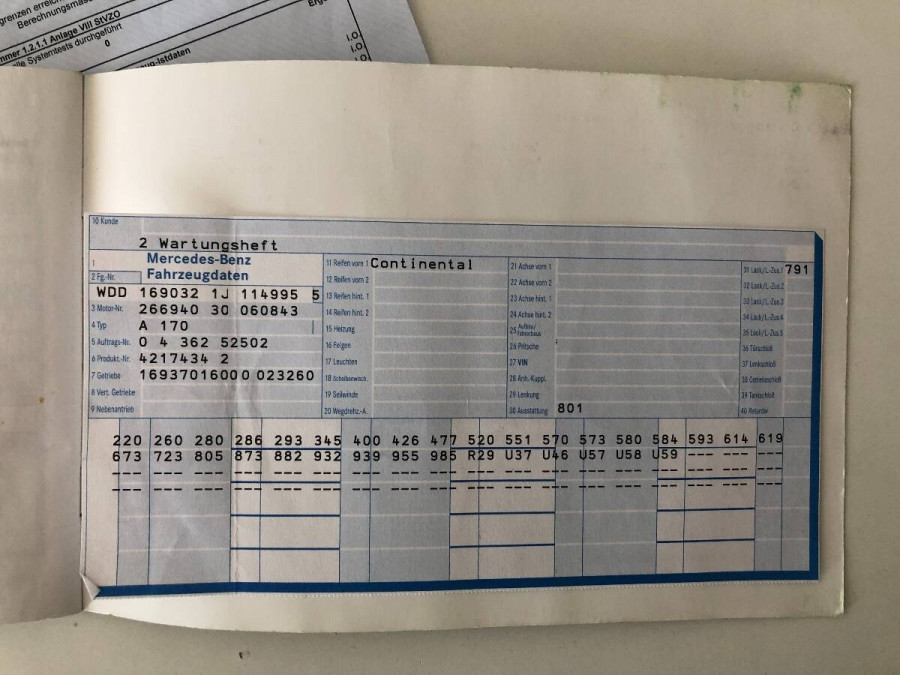 grenzen erreich
Berechnungsmas
mmer 1.2.1.1 Anlage VIII StVZO
elle Systemtests durchgeführt
0
ug-Istdaten
I.O.
I.O.
I.O.
10 Kunde
2 Wartungsheft
1
Mercedes-Benz
2 Fg.-Nr.
Fahrzeugdaten
WDD 169032 1J 114995 5
3 Motor-Nr. 266940 30 060843
4 Typ A 170
5 Auftrags-Nr. 0 4 362 52502
6 Produkt.-Nr. 4217434 2
7 Getriebe 16937016000 023260
8 Vert. Getriebe
9 Nebenantrieb
11 Reifen vorn 1 Continental
12 Reifen vorn 2
13 Reifen hint. 1
14 Reifen hint. 2
15 Heizung
16 Felgen
17 Leuchten
18 Scheibenwisch.
19 Seilwinde
20 Wegdrehz.-A.
21 Achse vorn 1
22 Achse vorn 2
23 Achse hint. 1
24 Achse hint. 2
25 Aufbau/Fahrerhaus
26 Pritsche
27 VIN
28 Anh.-Kuppl.
29 Lenkung
30 Ausstattung 801
31 Lack/L-Zus.1 791
32 Lack/L-Zus.2
33 Lack/L-Zus.3
34 Lack/L-Zus.4
35 Lack/L-Zus.5
36 Türschloß
37 Lenkschloß
39 Tankschloß
40 Retarder
220 260 280 286 293 345 400 426 477 520 551 570 573 580 584 593 614 619
673 723 805 873 882 932 939 955 985 R29 U37 U46 U57 U58 U59 --- --- ---
--- --- --- --- --- --- --- --- --- --- --- --- --- --- --- --- --- ---
--- --- --- --- --- --- --- --- --- --- --- --- --- --- --- --- --- ---